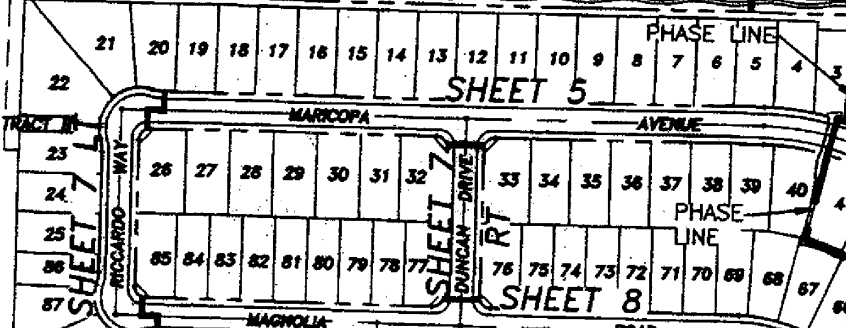 21 20 19 18 17 16 15 14 13 12 11 10 9 8 7 6 5 4 3
PHASE LINE
22
SHEET 5
MARICOPA AVENUE
TRACT
23
24
25
86
87
SHEET 7 L
RICCARDO WAY
26 27 28 29 30 31 32
SHEET 7
DUNCAN DRIVE
RT
33 34 35 36 37 38 39 40 4
PHASE
LINE
85 84 83 82 81 80 79 78 77
76 75 74 73 72 71 70 69 68 67
SHEET 8
MAGNOLIA ROAD